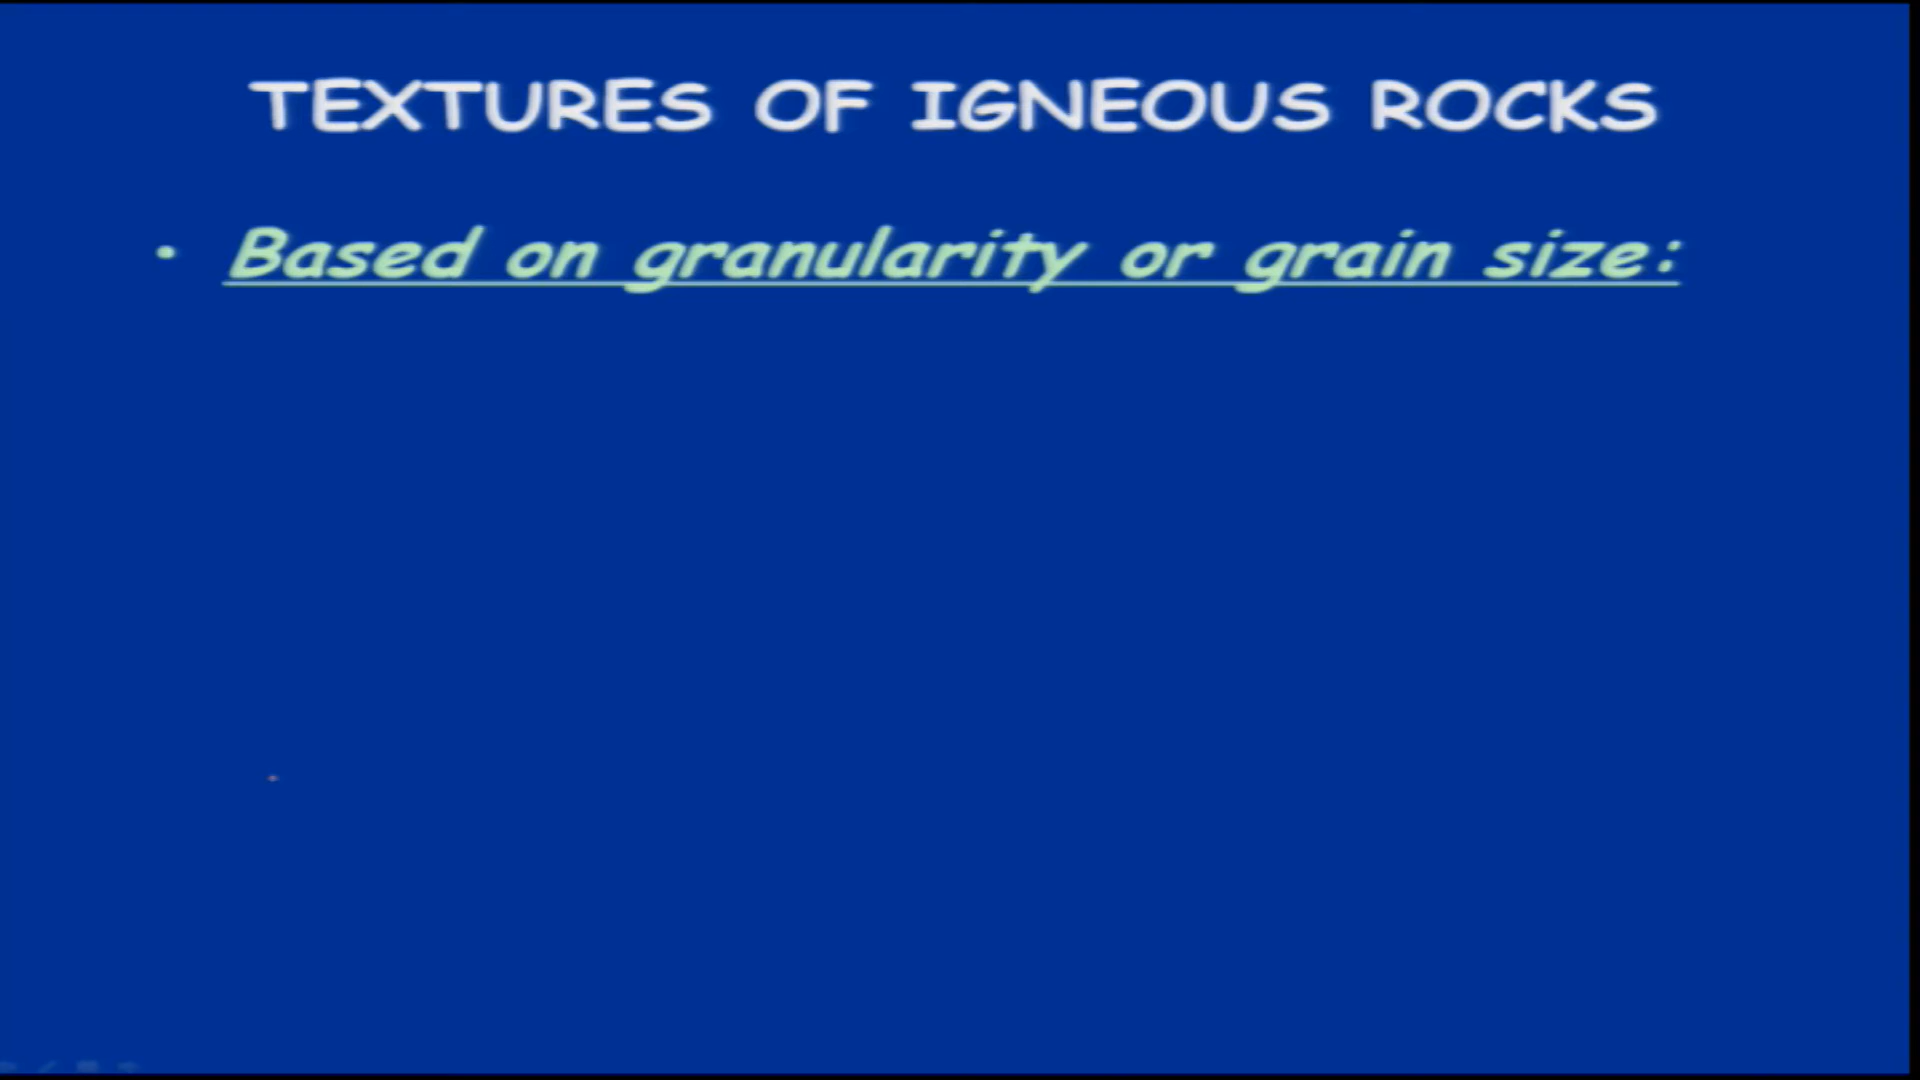 TEXTURES OF IGNEOUS ROCKS
• Based on granularity or grain size: